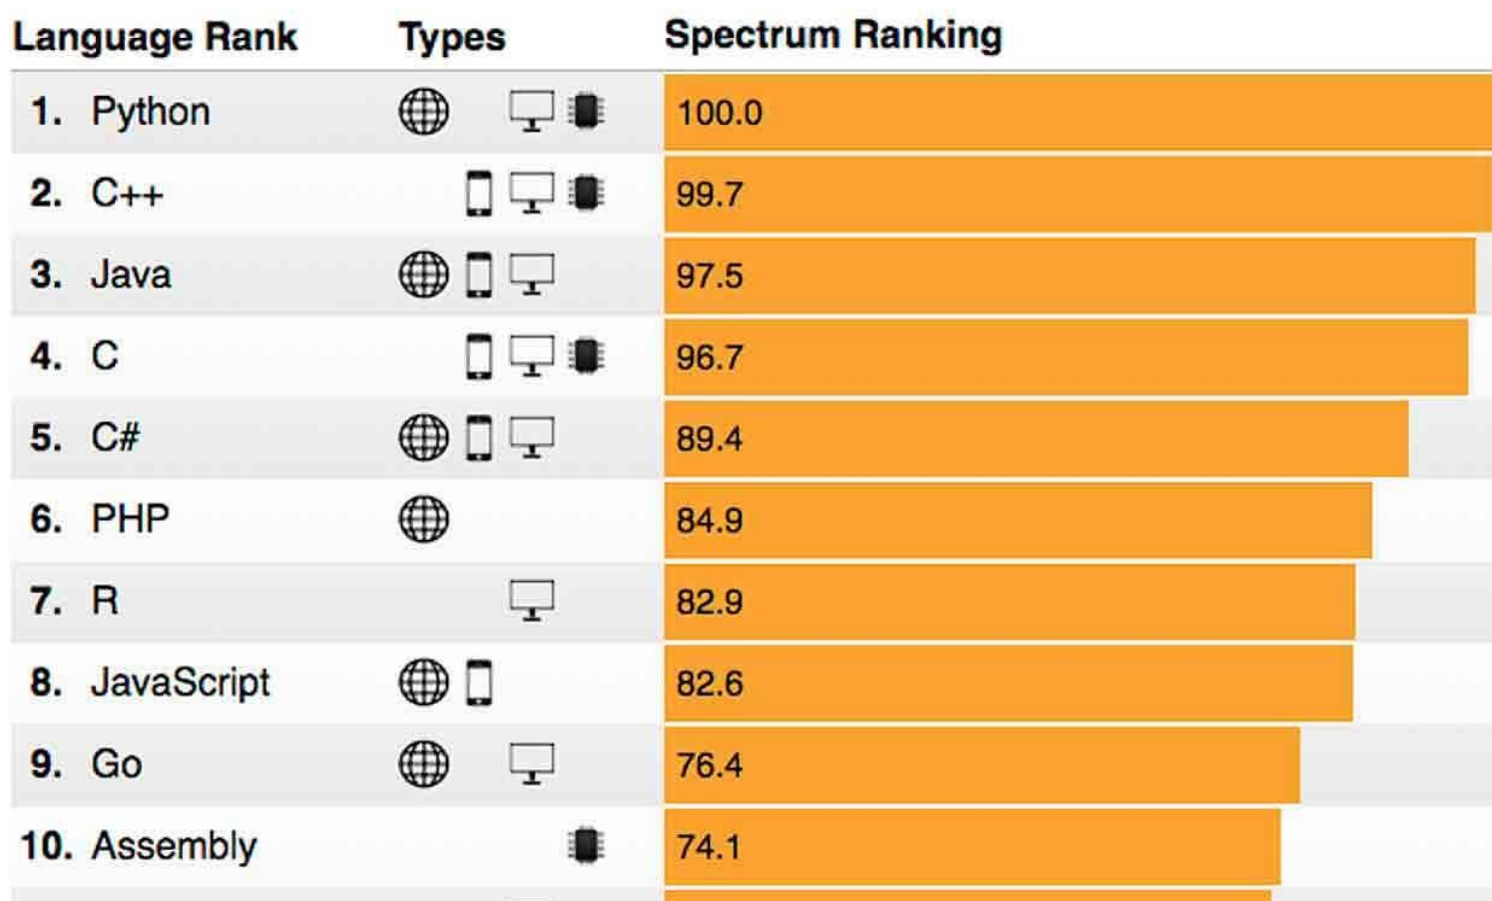 Language Rank Types Spectrum Ranking
1. Python 100.0
2. C++ 99.7
3. Java 97.5
4. C 96.7
5. C# 89.4
6. PHP 84.9
7. R 82.9
8. JavaScript 82.6
9. Go 76.4
10. Assembly 74.1